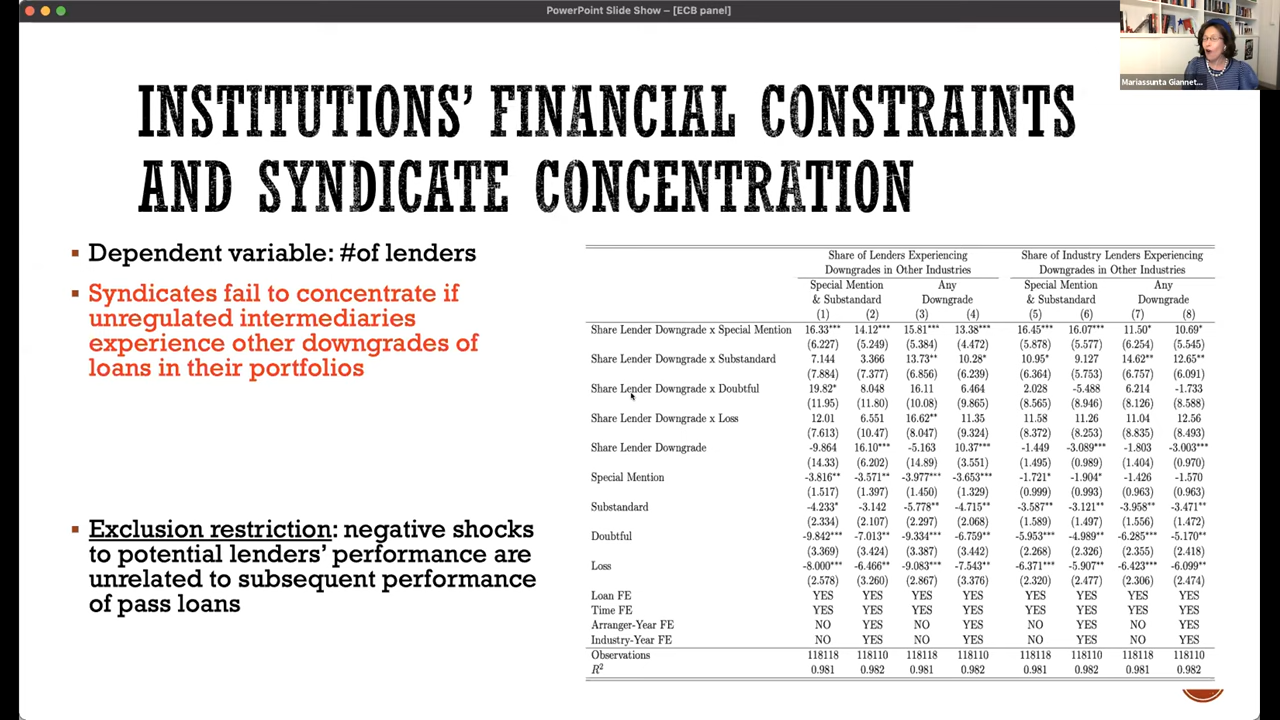 PowerPoint Slide Show – [ECB panel]
Mariassunta Giannet...
INSTITUTIONS' FINANCIAL CONSTRAINTS
AND SYNDICATE CONCENTRATION
▪ Dependent variable: #of lenders
▪ Syndicates fail to concentrate if
unregulated intermediaries
experience other downgrades of
loans in their portfolios
▪ Exclusion restriction: negative shocks
to potential lenders' performance are
unrelated to subsequent performance
of pass loans
Share of Lenders Experiencing Share of Industry Lenders Experiencing
Downgrades in Other Industries Downgrades in Other Industries
Special Mention Any Special Mention Any
& Substandard Downgrade & Substandard Downgrade
(1) (2) (3) (4) (5) (6) (7) (8)
Share Lender Downgrade x Special Mention 16.33*** 14.12*** 15.81*** 13.38*** 16.45*** 16.07*** 11.50* 10.69*
(6.227) (5.249) (5.384) (4.472) (5.878) (5.577) (6.254) (5.545)
Share Lender Downgrade x Substandard 7.144 3.366 13.73** 10.28* 10.95* 9.127 14.62** 12.65**
(7.884) (7.377) (6.856) (6.239) (6.364) (5.753) (6.757) (6.091)
Share Lender Downgrade x Doubtful 19.82* 8.048 16.11 6.464 2.028 -5.488 6.214 -1.733
(11.95) (11.80) (10.08) (9.865) (8.565) (8.946) (8.126) (8.588)
Share Lender Downgrade x Loss 12.01 6.551 16.62** 11.35 11.58 11.26 11.04 12.56
(7.613) (10.47) (8.047) (9.324) (8.372) (8.253) (8.835) (8.493)
Share Lender Downgrade -9.864 16.10*** -5.163 10.37*** -1.449 -3.089*** -1.803 -3.003***
(14.33) (6.202) (14.89) (3.551) (1.495) (0.989) (1.404) (0.970)
Special Mention -3.816** -3.571** -3.977*** -3.653*** -1.721* -1.904* -1.426 -1.570
(1.517) (1.397) (1.450) (1.329) (0.999) (0.993) (0.963) (0.963)
Substandard -4.233* -3.142 -5.778** -4.715** -3.587** -3.121** -3.958** -3.471**
(2.334) (2.107) (2.297) (2.068) (1.589) (1.497) (1.556) (1.472)
Doubtful -9.842*** -7.013** -9.334*** -6.759** -5.953*** -4.989** -6.285*** -5.170**
(3.369) (3.424) (3.387) (3.442) (2.268) (2.326) (2.355) (2.418)
Loss -8.000*** -6.466** -9.083*** -7.543** -6.371*** -5.907** -6.423*** -6.099**
(2.578) (3.260) (2.867) (3.376) (2.320) (2.477) (2.306) (2.474)
Loan FE YES YES YES YES YES YES YES YES
Time FE YES YES YES YES YES YES YES YES
Arranger-Year FE NO YES NO YES NO YES NO YES
Industry-Year FE NO YES NO YES NO YES NO YES
Observations 118118 118110 118118 118110 118118 118110 118118 118110
R² 0.981 0.982 0.981 0.982 0.981 0.982 0.981 0.982